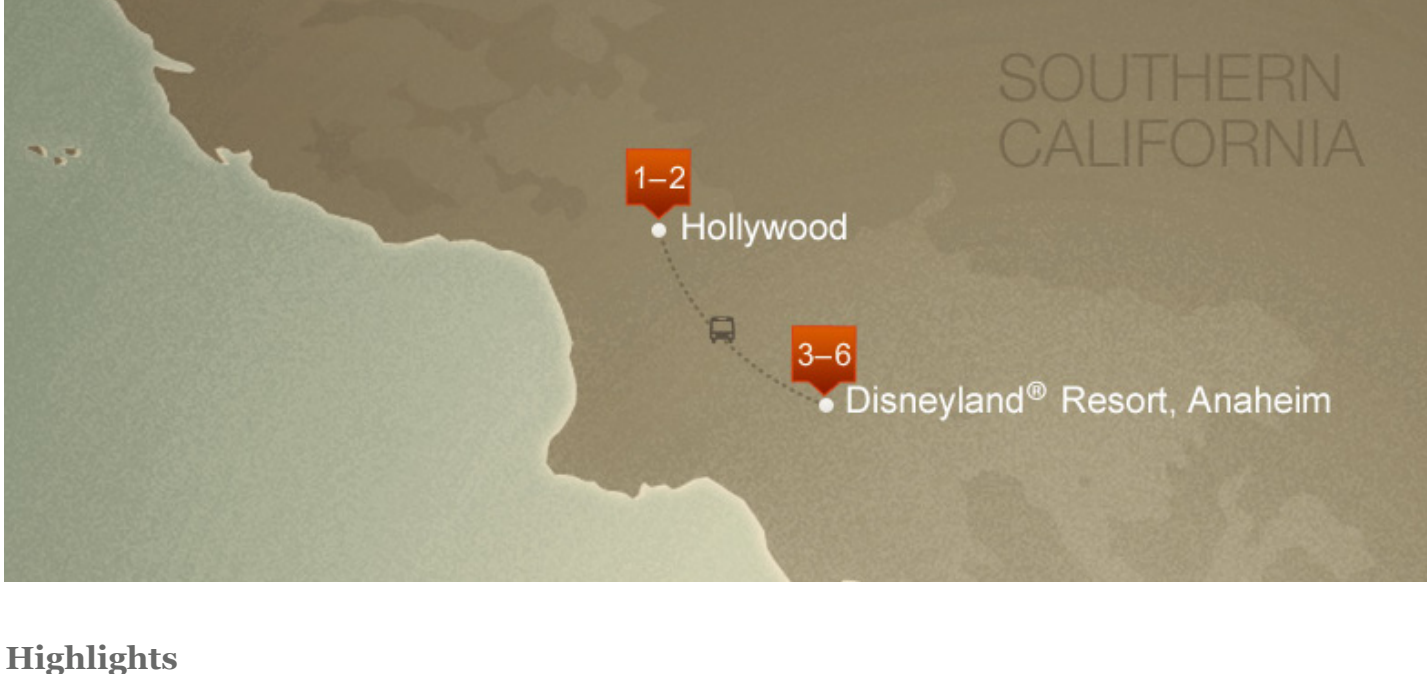 SOUTHERN
CALIFORNIA
1–2
Hollywood
3–6
Disneyland® Resort, Anaheim
Highlights